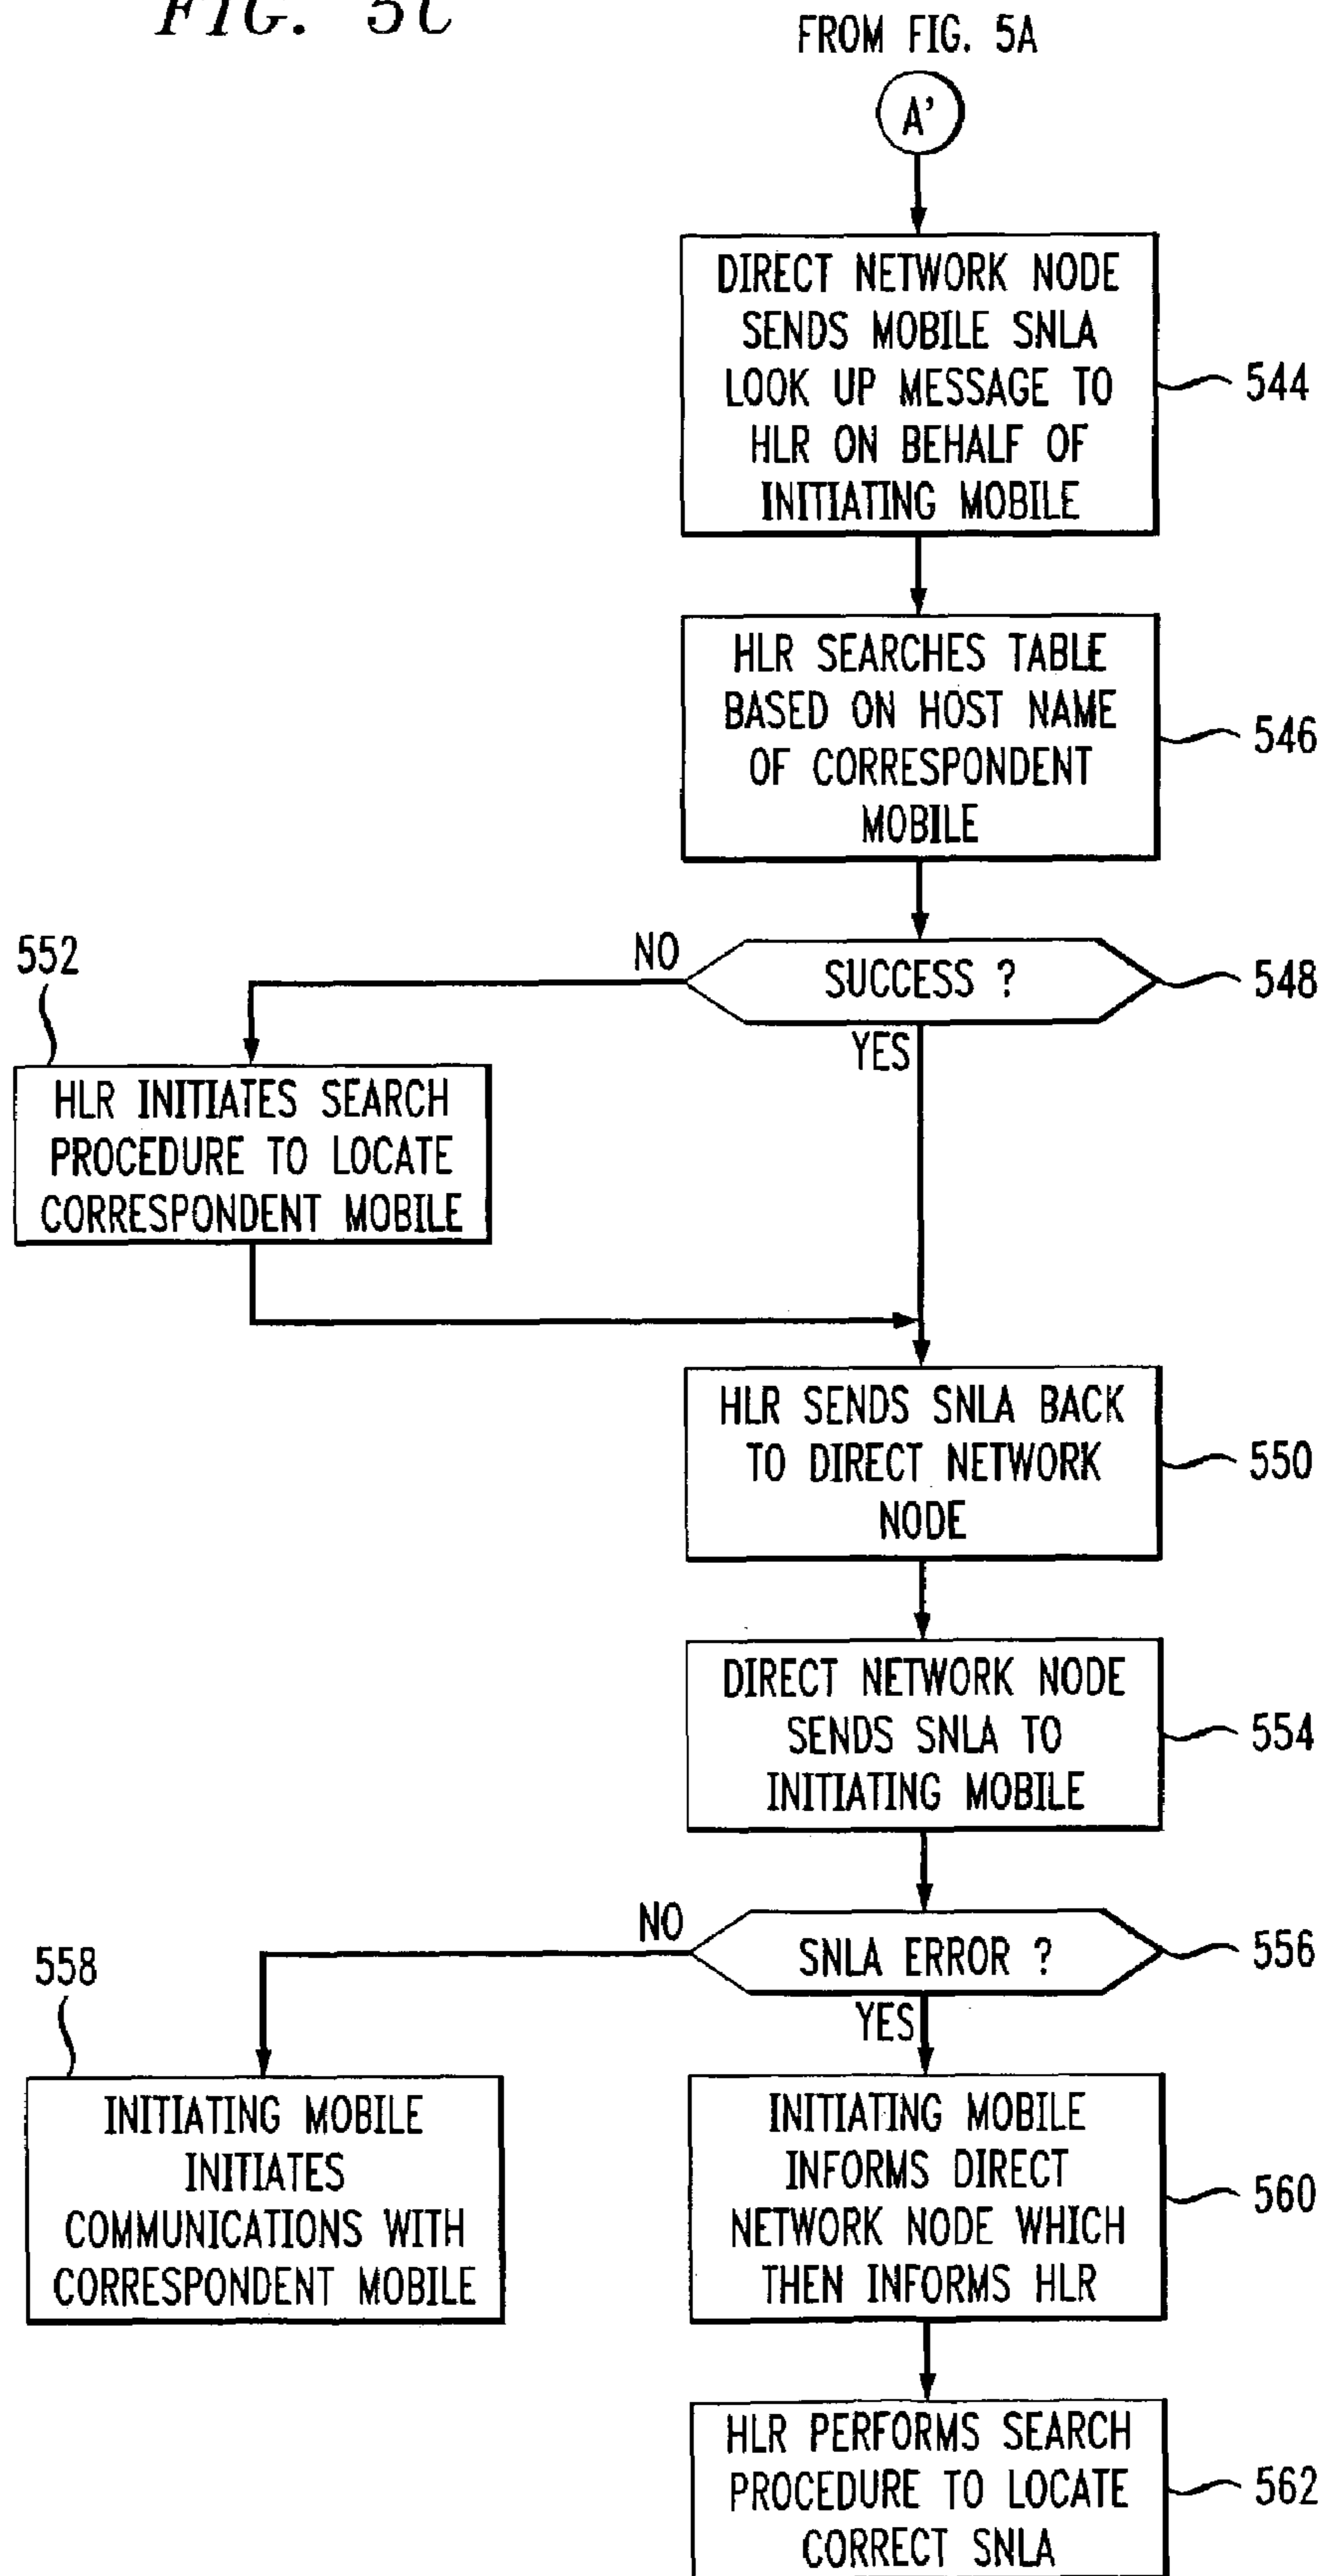 FIG. 5C
FROM FIG. 5A
A'
DIRECT NETWORK NODE
SENDS MOBILE SNLA
LOOK UP MESSAGE TO
HLR ON BEHALF OF
INITIATING MOBILE
544
HLR SEARCHES TABLE
BASED ON HOST NAME
OF CORRESPONDENT
MOBILE
546
552
NO
SUCCESS ?
548
YES
HLR INITIATES SEARCH
PROCEDURE TO LOCATE
CORRESPONDENT MOBILE
HLR SENDS SNLA BACK
TO DIRECT NETWORK
NODE
550
DIRECT NETWORK NODE
SENDS SNLA TO
INITIATING MOBILE
554
NO
SNLA ERROR ?
556
558
YES
INITIATING MOBILE
INITIATES
COMMUNICATIONS WITH
CORRESPONDENT MOBILE
INITIATING MOBILE
INFORMS DIRECT
NETWORK NODE WHICH
THEN INFORMS HLR
560
HLR PERFORMS SEARCH
PROCEDURE TO LOCATE
CORRECT SNLA
562